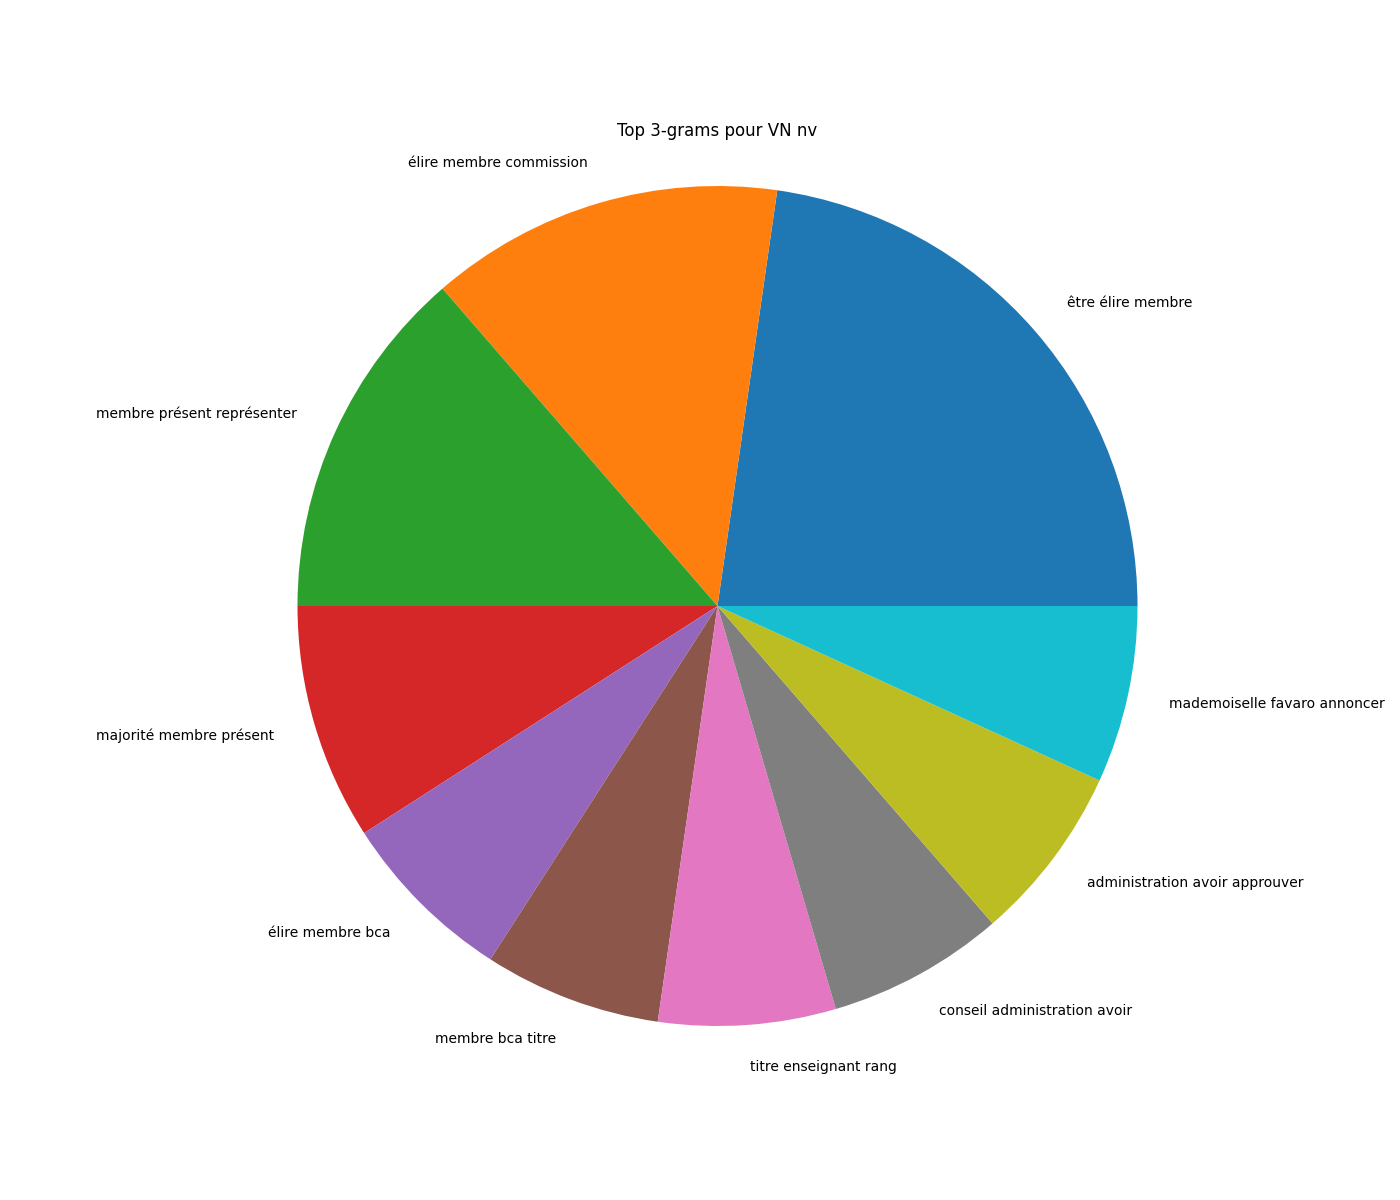 Top 3-grams pour VN nv
élire membre commission
être élire membre
membre présent représenter
mademoiselle favaro annoncer
majorité membre présent
administration avoir approuver
élire membre bca
conseil administration avoir
membre bca titre
titre enseignant rang